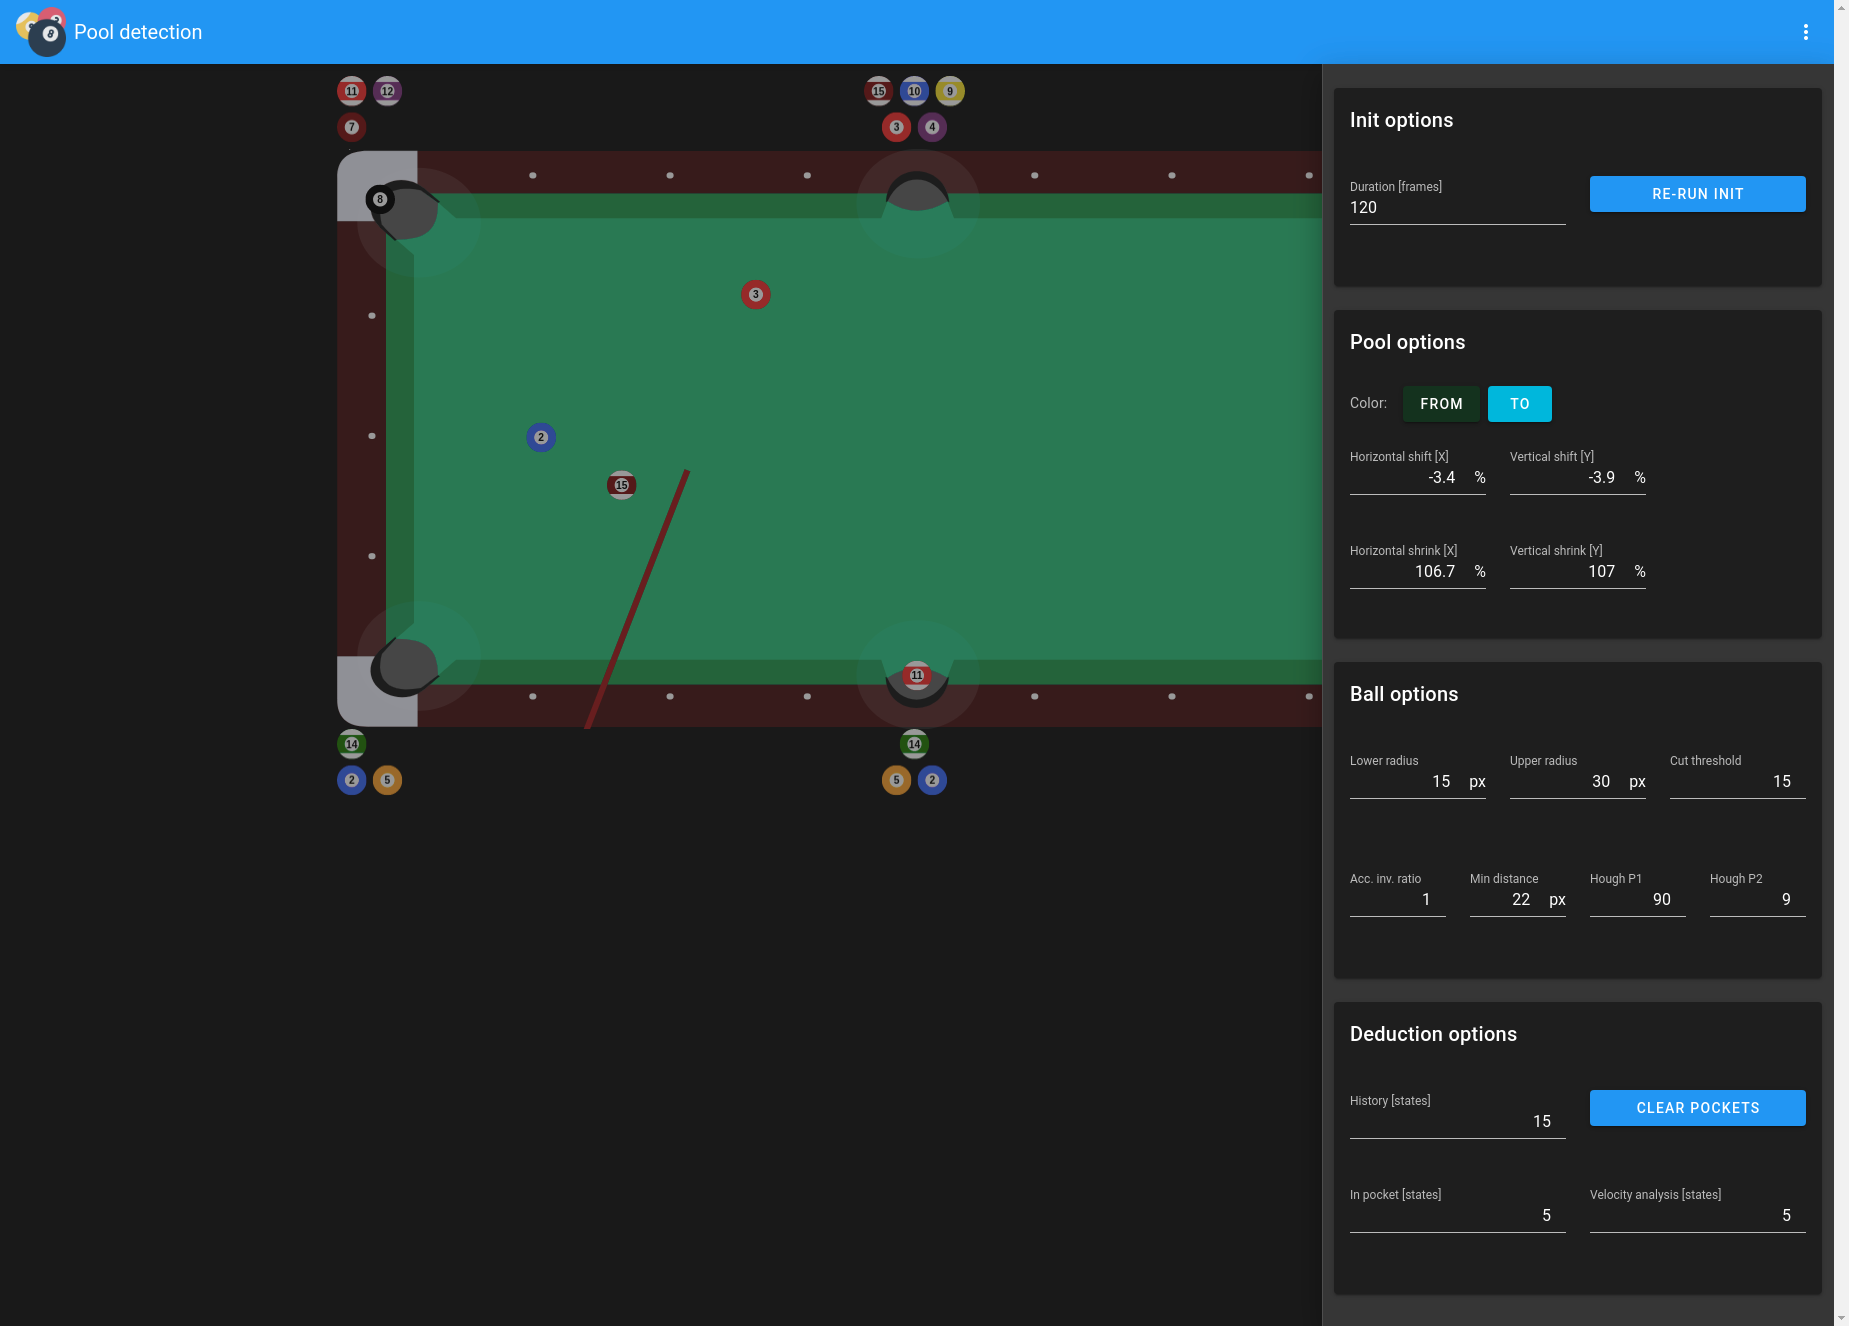 Pool detection
11 12
15 10 9
7
3 4
8
3
2
15
11
14
14
2 5
5 2
Init options
Duration [frames]
120
RE-RUN INIT
Pool options
Color: FROM TO
Horizontal shift [X] Vertical shift [Y]
-3.4 % -3.9 %
Horizontal shrink [X] Vertical shrink [Y]
106.7 % 107 %
Ball options
Lower radius Upper radius Cut threshold
15 px 30 px 15
Acc. inv. ratio Min distance Hough P1 Hough P2
1 22 px 90 9
Deduction options
History [states]
15
CLEAR POCKETS
In pocket [states] Velocity analysis [states]
5 5